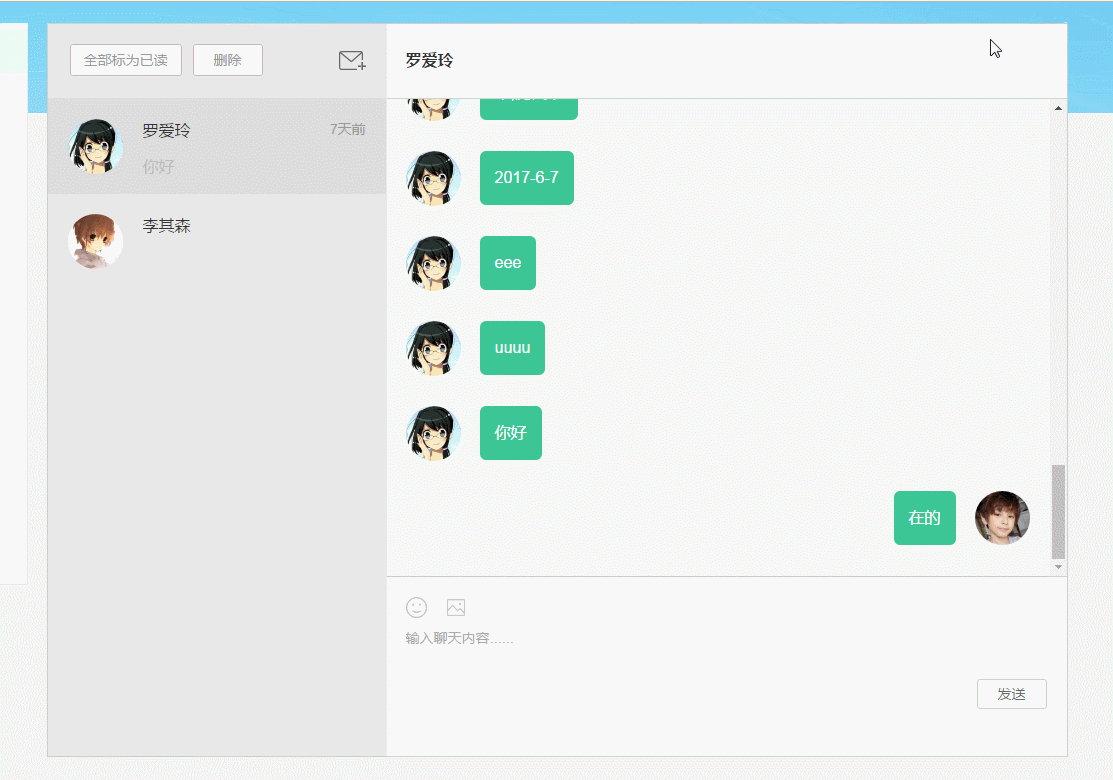 全部标为已读
删除
罗爱玲
7天前
你好
李其森
罗爱玲
2017-6-7
eee
uuuu
你好
在的
输入聊天内容......
发送